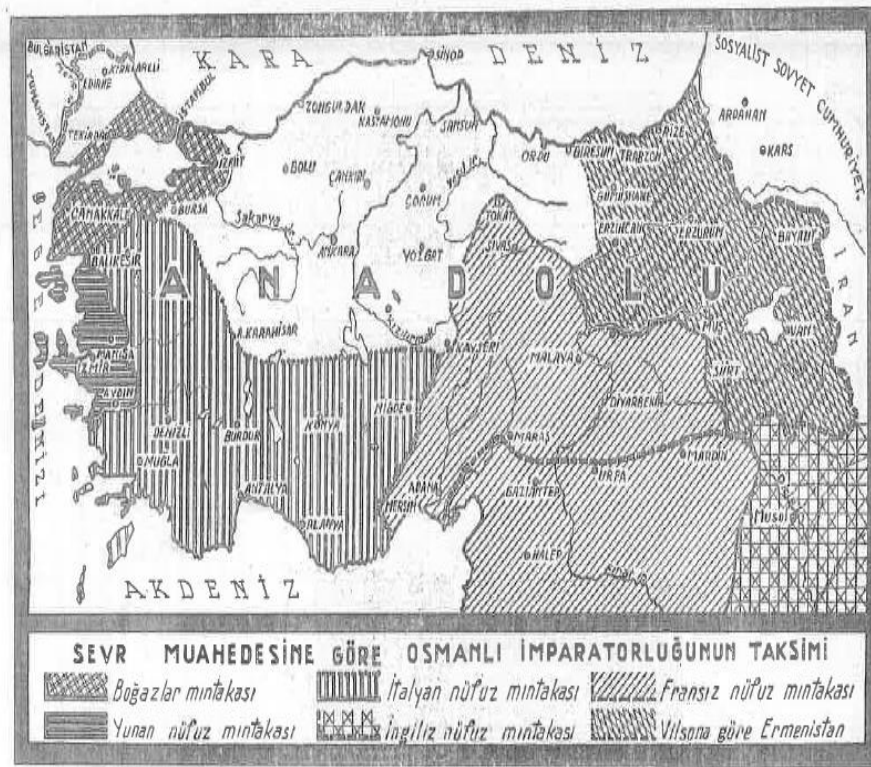 KARA DENİZ
SOSYALİST SOVYET CUMHURİYET.
BULGARİSTAN
YUNANİSTAN
KIRKLARELİ
EDİRNE
İSTANBUL
TEKİRDAĞ
SİNOP
ZONGULDAK
KASTAMONU
SAMSUN
ORDU
GİRESUN
TRABZON
RİZE
ARDAHAN
KARS
İZMİT
BOLU
ÇANKIRI
ÇORUM
TOKAT
GÜMÜŞHANE
ERZİNCAN
ERZURUM
BAYAZIT
ÇANAKKALE
BURSA
Sakarya
ANKARA
YOZGAT
SİVAS
İRAN
BALIKESİR
ANADOLU
A.KARAHİSAR
KAYSERİ
MALATYA
MUŞ
VAN
MANİSA
İZMİR
AYDIN
DENİZLİ
BURDUR
KONYA
NİĞDE
DİYARBEKİR
SİİRT
MUĞLA
ANTALYA
ALANYA
ADANA
MERSİN
MARAŞ
GAZİANTEP
URFA
MARDİN
MUSUL
HALEP
AKDENİZ
SEVR MUAHEDESİNE GÖRE OSMANLI İMPARATORLUĞUNUN TAKSİMİ
Boğazlar mıntakası
İtalyan nüfuz mıntakası
Fransız nüfuz mıntakası
Yunan nüfuz mıntakası
İngiliz nüfuz mıntakası
Vilsona göre Ermenistan